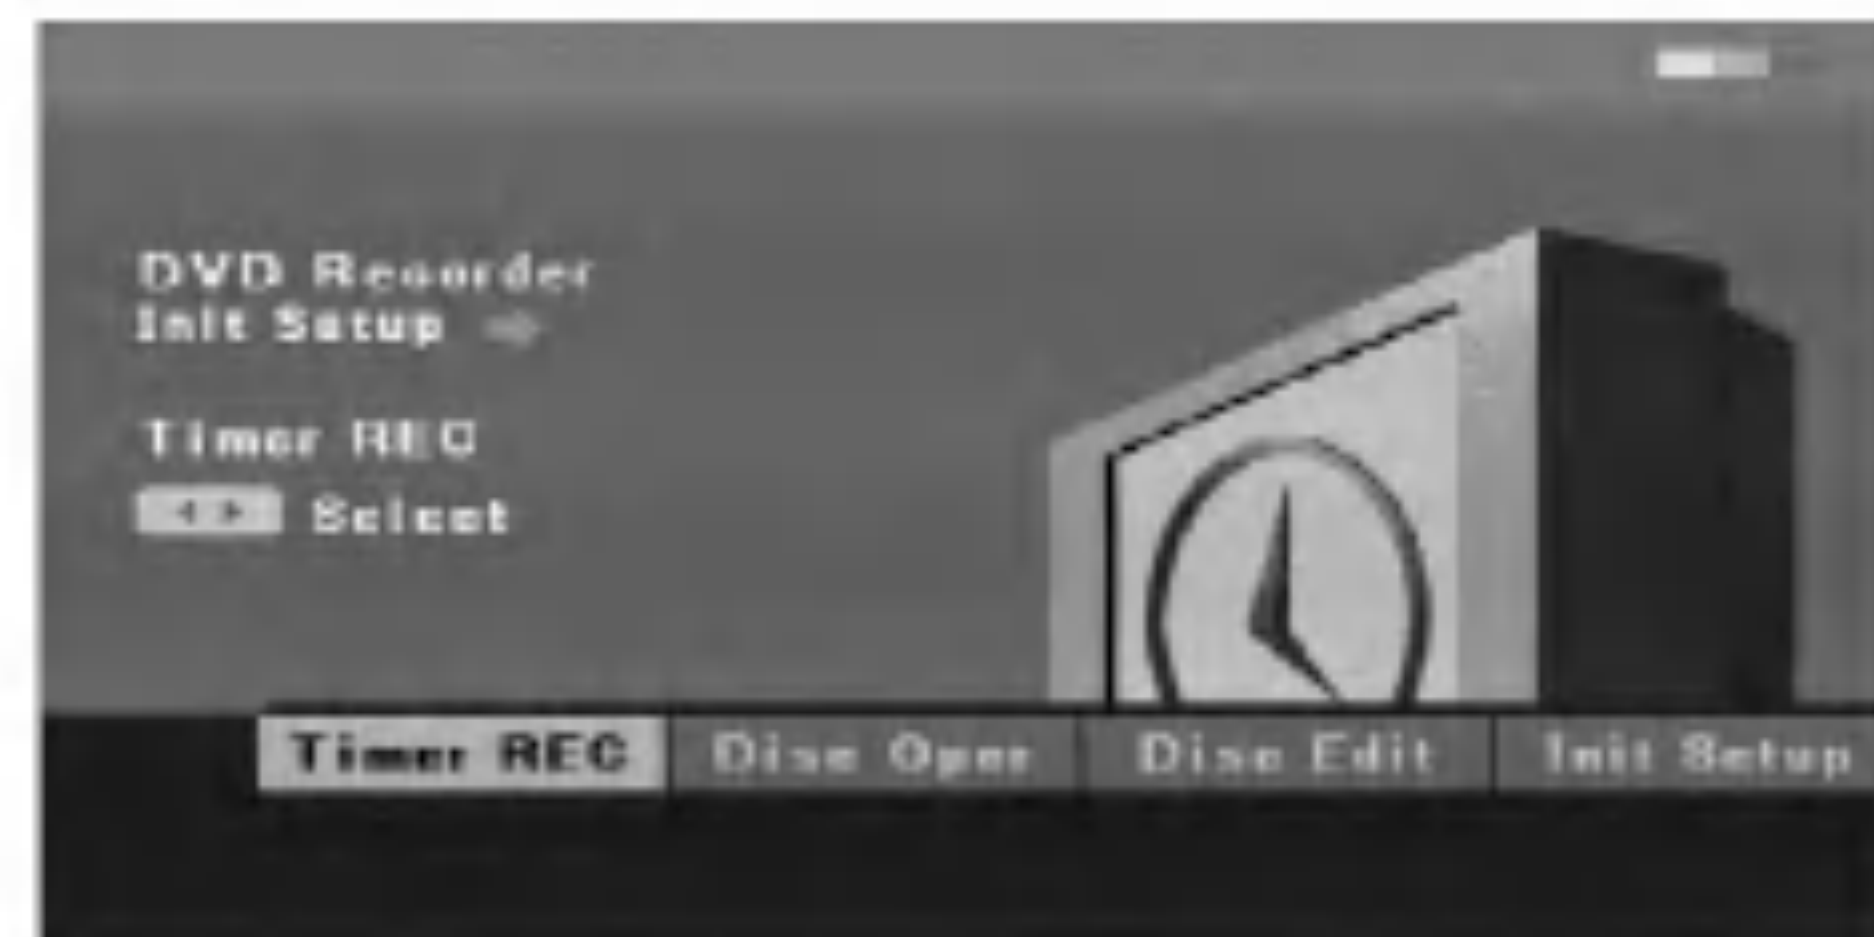 DVD Recorder
Init Setup
Timer REC
Select
Timer REC
Disc Oper
Disc Edit
Init Setup